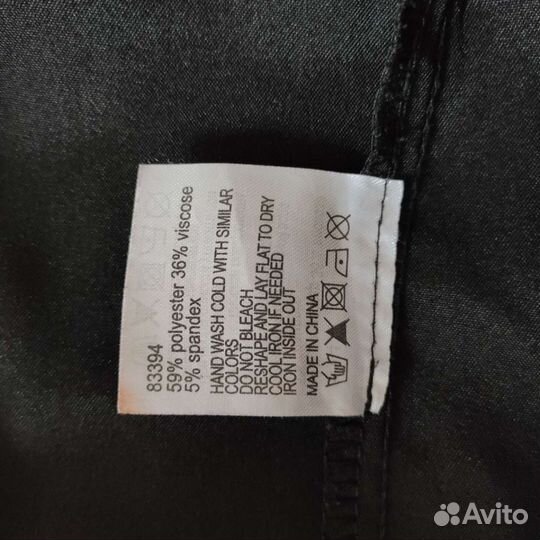 83394
59% polyester 36% viscose
5% spandex
HAND WASH COLD WITH SIMILAR
COLORS
DO NOT BLEACH
RESHAPE AND LAY FLAT TO DRY
COOL IRON IF NEEDED
IRON INSIDE OUT
MADE IN CHINA
Avito